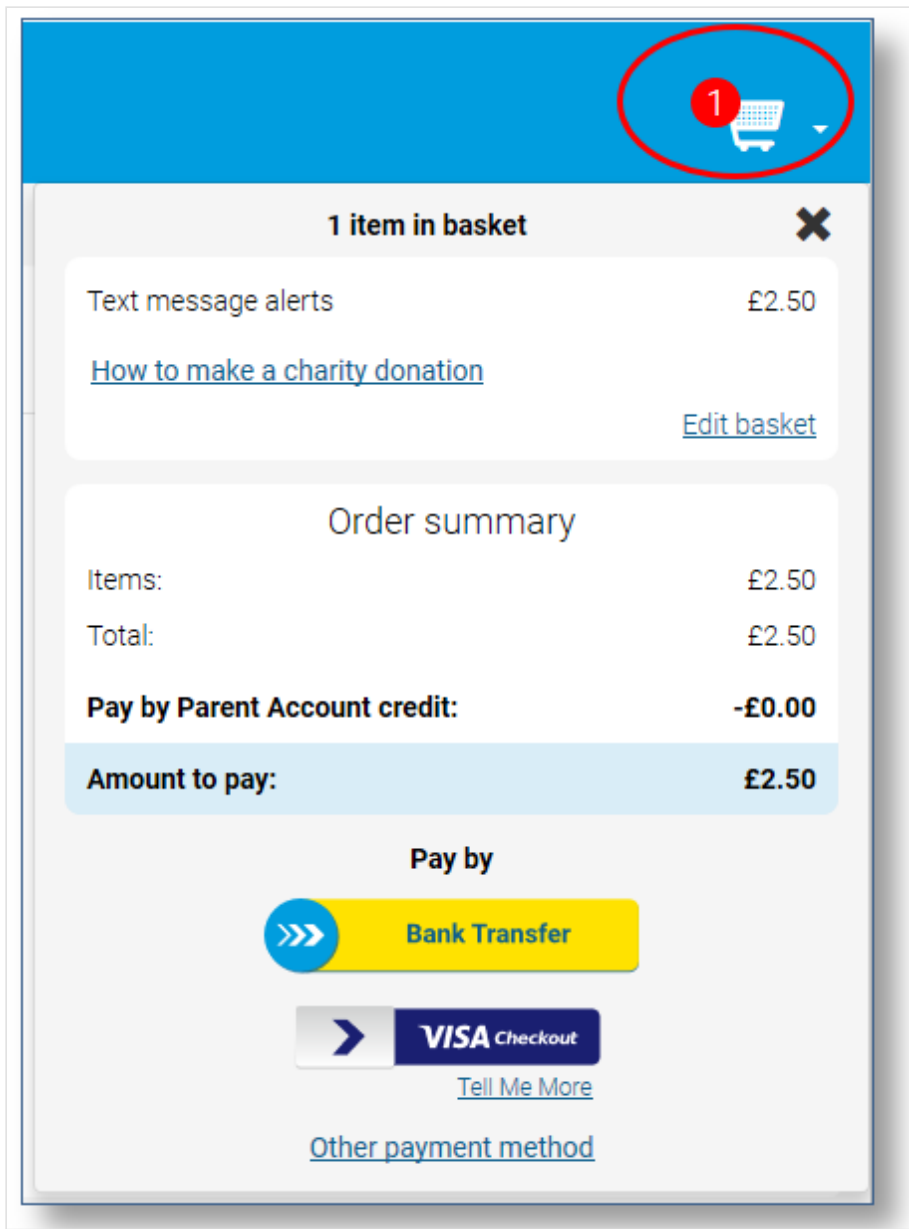 1
1 item in basket
Text message alerts £2.50
How to make a charity donation
Edit basket
Order summary
Items: £2.50
Total: £2.50
Pay by Parent Account credit: -£0.00
Amount to pay: £2.50
Pay by
Bank Transfer
VISA Checkout
Tell Me More
Other payment method